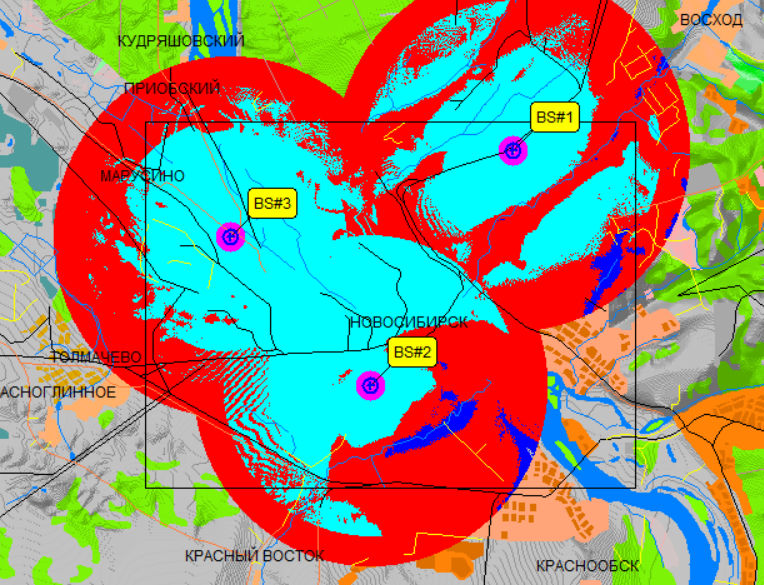 ВОСХОД
КУДРЯШОВСКИЙ
ПРИОБСКИЙ
BS#1
МАРУСИНО
BS#3
НОВОСИБИРСК
BS#2
ТОЛМАЧЕВО
АСНОГЛИННОЕ
КРАСНЫЙ ВОСТОК
КРАСНООБСК